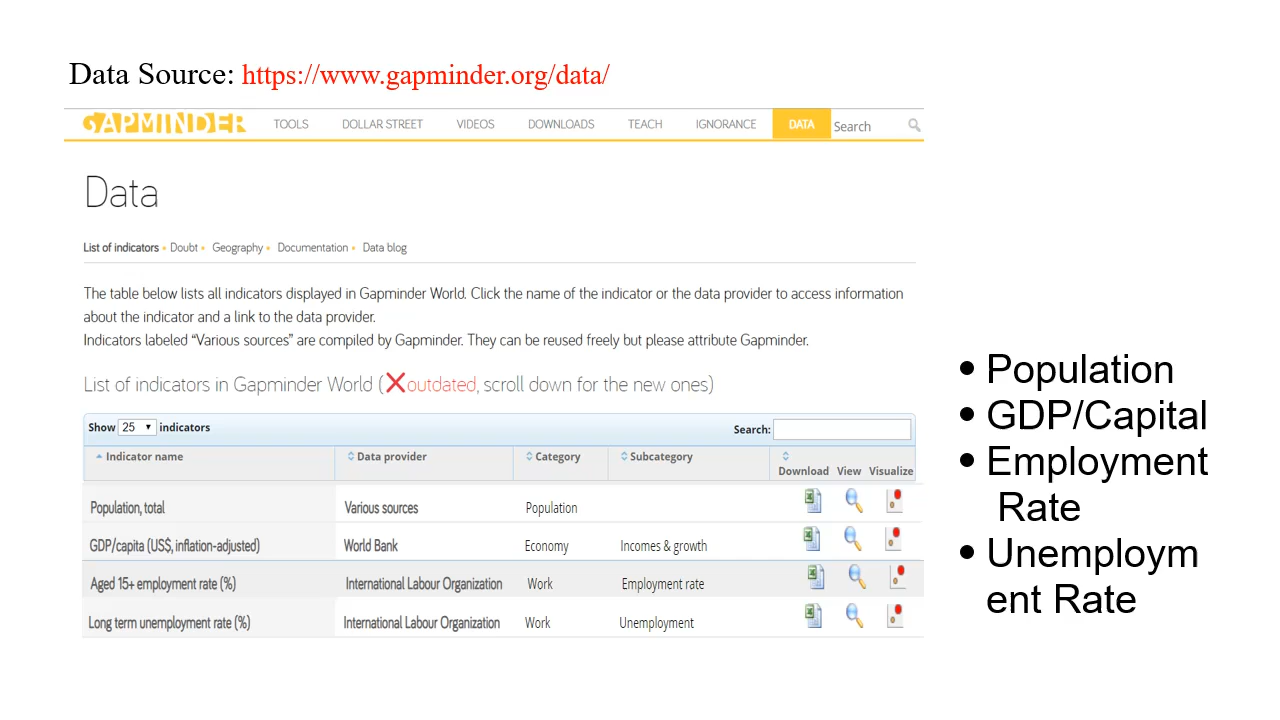 Data Source: https://www.gapminder.org/data/
GAPMINDER TOOLS DOLLAR STREET VIDEOS DOWNLOADS TEACH IGNORANCE DATA Search
Data
List of indicators • Doubt • Geography • Documentation • Data blog
The table below lists all indicators displayed in Gapminder World. Click the name of the indicator or the data provider to access information
about the indicator and a link to the data provider.
Indicators labeled “Various sources” are compiled by Gapminder. They can be reused freely but please attribute Gapminder.
List of indicators in Gapminder World (❌outdated, scroll down for the new ones)
Show 25 indicators Search:
Indicator name Data provider Category Subcategory Download View Visualize
Population, total Various sources Population
GDP/capita (US$, inflation-adjusted) World Bank Economy Incomes & growth
Aged 15+ employment rate (%) International Labour Organization Work Employment rate
Long term unemployment rate (%) International Labour Organization Work Unemployment
• Population
• GDP/Capital
• Employment
Rate
• Unemploym
ent Rate